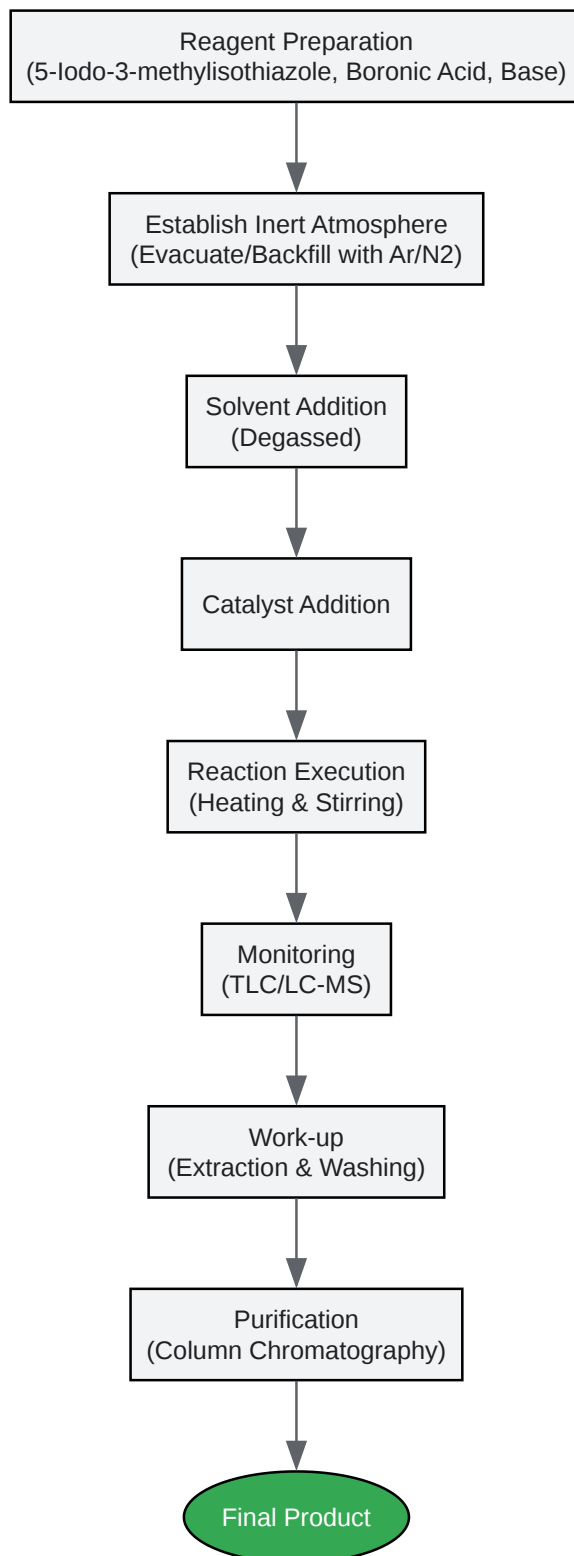 Reagent Preparation
(5-Iodo-3-methylisothiazole, Boronic Acid, Base)
Establish Inert Atmosphere
(Evacuate/Backfill with Ar/N2)
Solvent Addition
(Degassed)
Catalyst Addition
Reaction Execution
(Heating & Stirring)
Monitoring
(TLC/LC-MS)
Work-up
(Extraction & Washing)
Purification
(Column Chromatography)
Final Product